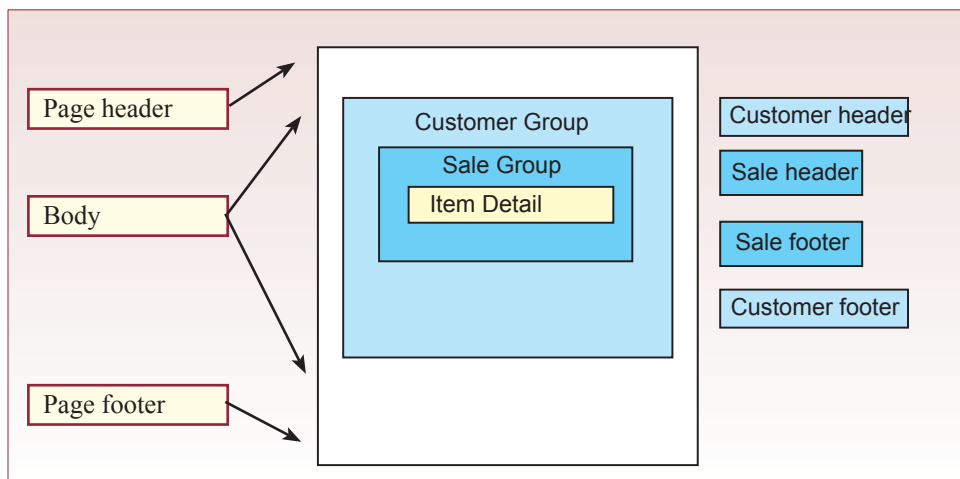 Page header
Body
Page footer
Customer Group
Sale Group
Item Detail
Customer header
Sale header
Sale footer
Customer footer